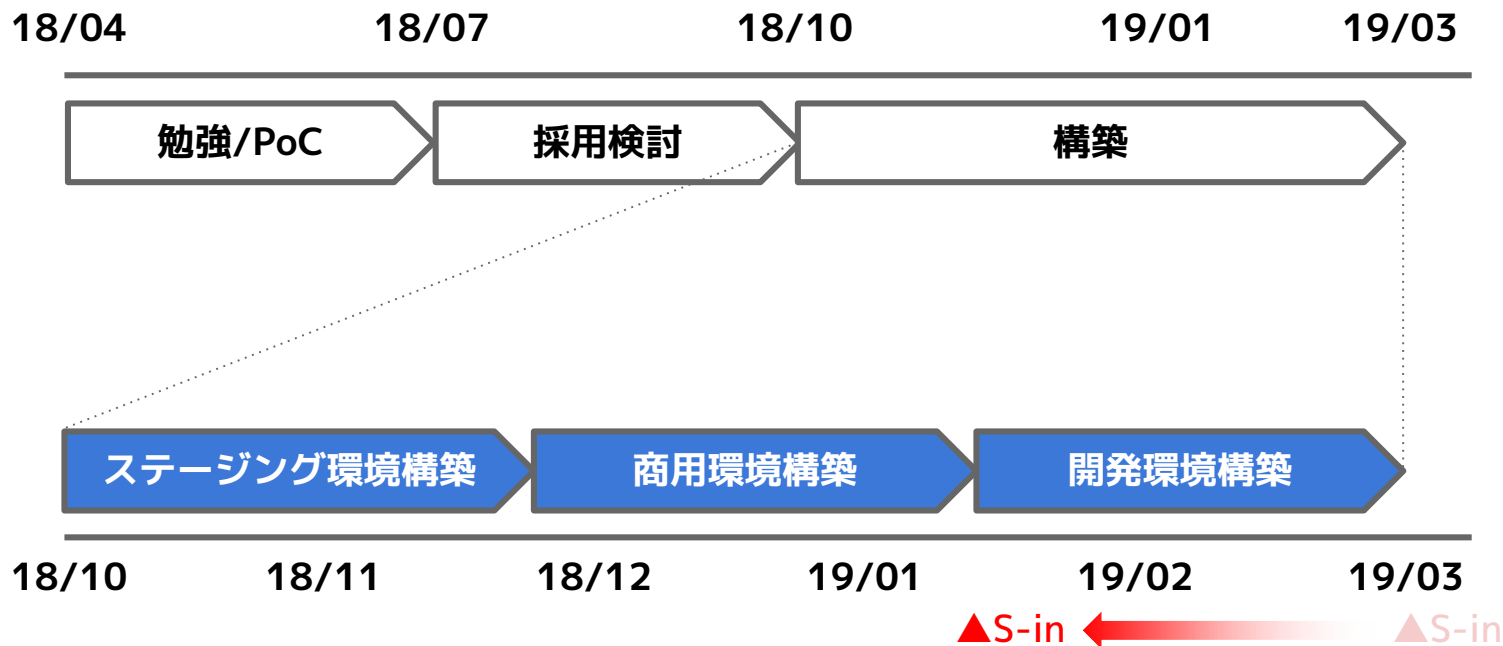 18/04 18/07 18/10 19/01 19/03
勉強/PoC 採用検討 構築
ステージング環境構築 商用環境構築 開発環境構築
18/10 18/11 18/12 19/01 19/02 19/03
▲S-in ▲S-in